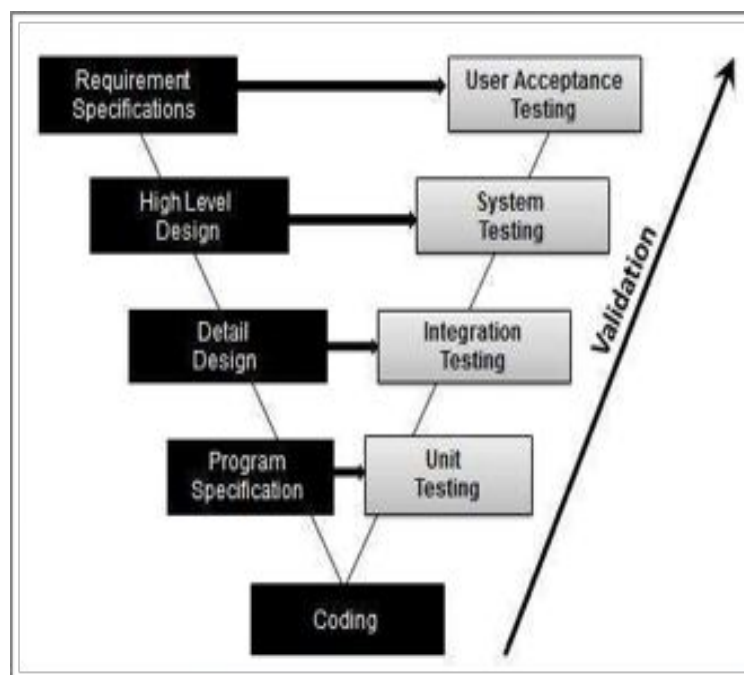 Requirement
Specifications
User Acceptance
Testing
High Level
Design
System
Testing
Detail
Design
Integration
Testing
Program
Specification
Unit
Testing
Coding
Validation